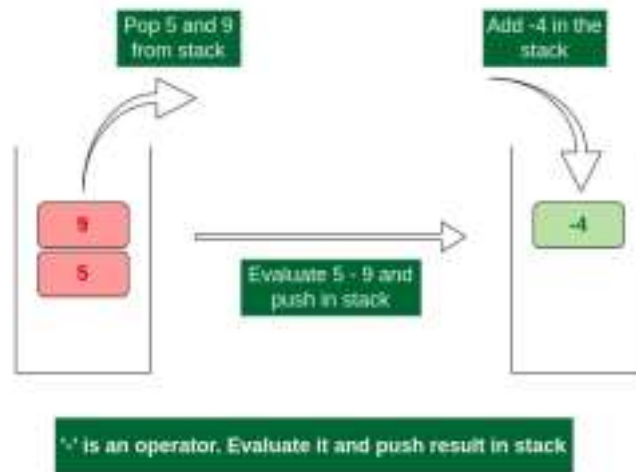 Pop 5 and 9
from stack
Add -4 in the
stack
9
5
-4
Evaluate 5 - 9 and
push in stack
'-' is an operator. Evaluate it and push result in stack